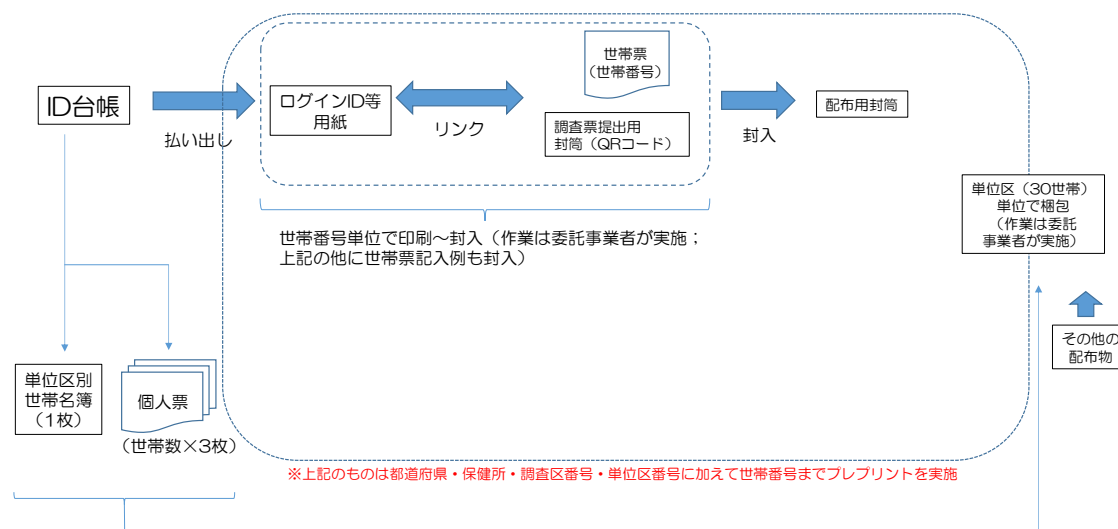 ID台帳
払い出し
ログインID等
用紙
リンク
世帯票
(世帯番号)
調査票提出用
封筒（QRコード）
封入
配布用封筒
世帯番号単位で印刷～封入（作業は委託事業者が実施；
上記の他に世帯票記入例も封入）
単位区（30世帯）
単位で梱包
（作業は委託
事業者が実施）
その他の
配布物
単位区別
世帯名簿
（1枚）
個人票
（世帯数×3枚）
※上記のものは都道府県・保健所・調査区番号・単位区番号に加えて世帯番号までプレプリントを実施